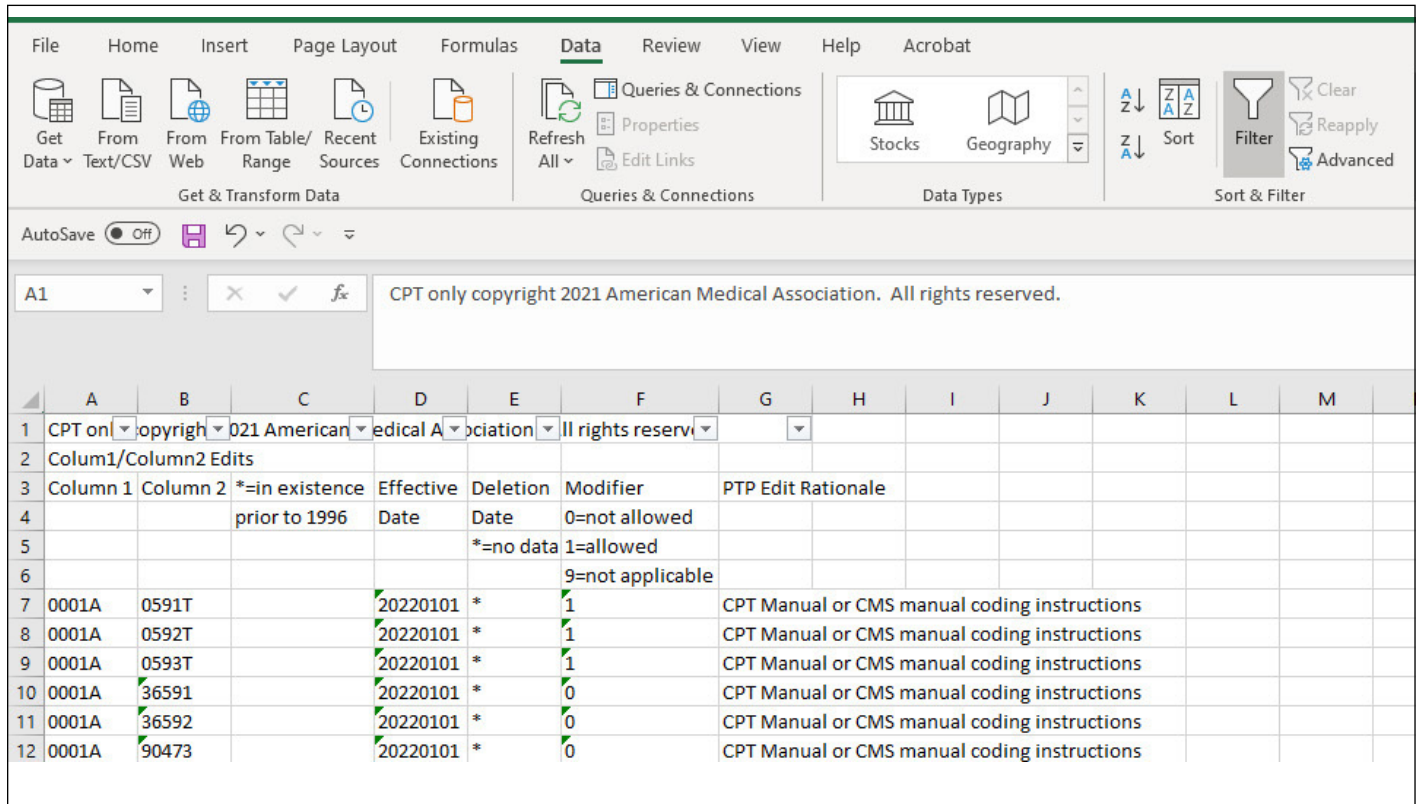 File Home Insert Page Layout Formulas Data Review View Help Acrobat
Get Data From Text/CSV From Web From Table/ Range Recent Sources Existing Connections
Get & Transform Data
Refresh All Queries & Connections Properties Edit Links
Queries & Connections
Stocks Geography
Data Types
A Z Z A Z A A Z Sort Filter Clear Reapply Advanced
Sort & Filter
AutoSave Off
A1 fx CPT only copyright 2021 American Medical Association. All rights reserved.
A B C D E F G H I J K L M
1 CPT onl opyrigh 021 American edical A ociation ll rights reserv
2 Colum1/Column2 Edits
3 Column 1 Column 2 *=in existence Effective Deletion Modifier PTP Edit Rationale
4 prior to 1996 Date Date 0=not allowed
5 *=no data 1=allowed
6 9=not applicable
7 0001A 0591T 20220101 * 1 CPT Manual or CMS manual coding instructions
8 0001A 0592T 20220101 * 1 CPT Manual or CMS manual coding instructions
9 0001A 0593T 20220101 * 1 CPT Manual or CMS manual coding instructions
10 0001A 36591 20220101 * 0 CPT Manual or CMS manual coding instructions
11 0001A 36592 20220101 * 0 CPT Manual or CMS manual coding instructions
12 0001A 90473 20220101 * 0 CPT Manual or CMS manual coding instructions